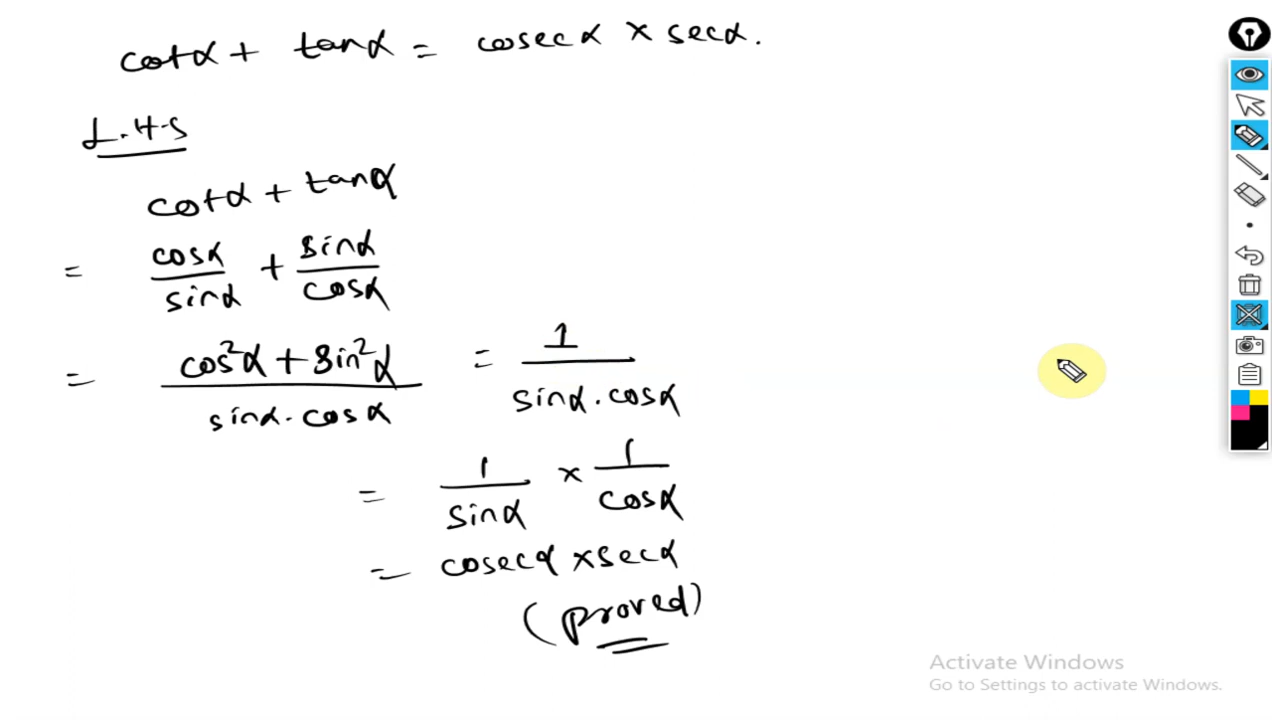 cotα + tanα = cosecα × secα.
L.H.S
cotα + tanα
= cosα/sinα + sinα/cosα
= cos²α + sin²α/sinα.cosα = 1/sinα.cosα
= 1/sinα × 1/cosα
= cosecα × secα
(proved)
Activate Windows
Go to Settings to activate Windows.